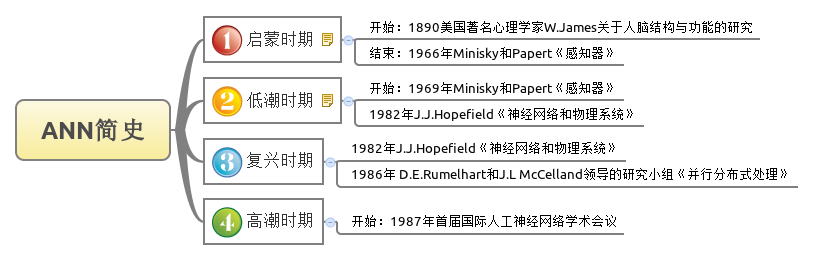 ANN简史
1 启蒙时期
开始：1890美国著名心理学家W.James关于人脑结构与功能的研究
结束：1966年Minisky和Papert《感知器》
2 低潮时期
开始：1969年Minisky和Papert《感知器》
1982年J.J.Hopefield《神经网络和物理系统》
3 复兴时期
1982年J.J.Hopefield《神经网络和物理系统》
1986年 D.E.Rumelhart和J.L McCelland领导的研究小组《并行分布式处理》
4 高潮时期
开始：1987年首届国际人工神经网络学术会议